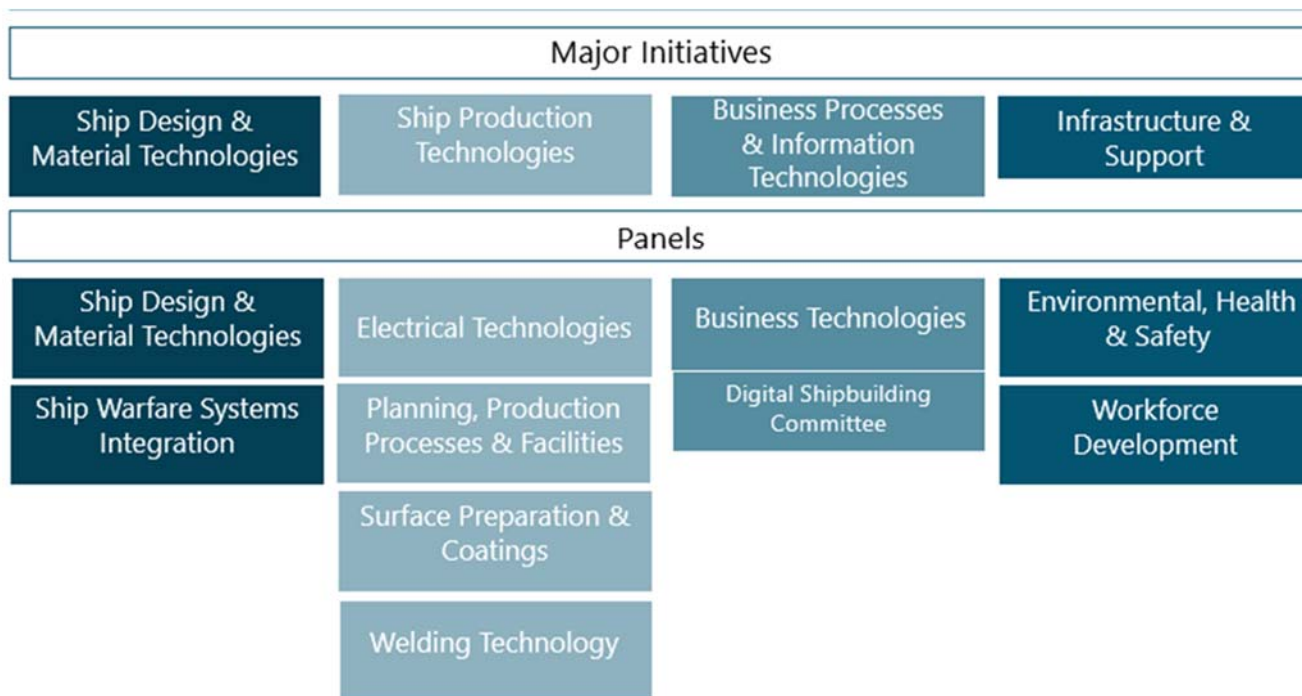 Major Initiatives
Ship Design &
Material Technologies
Ship Production
Technologies
Business Processes
& Information
Technologies
Infrastructure &
Support
Panels
Ship Design &
Material Technologies
Ship Warfare Systems
Integration
Electrical Technologies
Planning, Production
Processes & Facilities
Surface Preparation &
Coatings
Welding Technology
Business Technologies
Digital Shipbuilding
Committee
Environmental, Health
& Safety
Workforce
Development